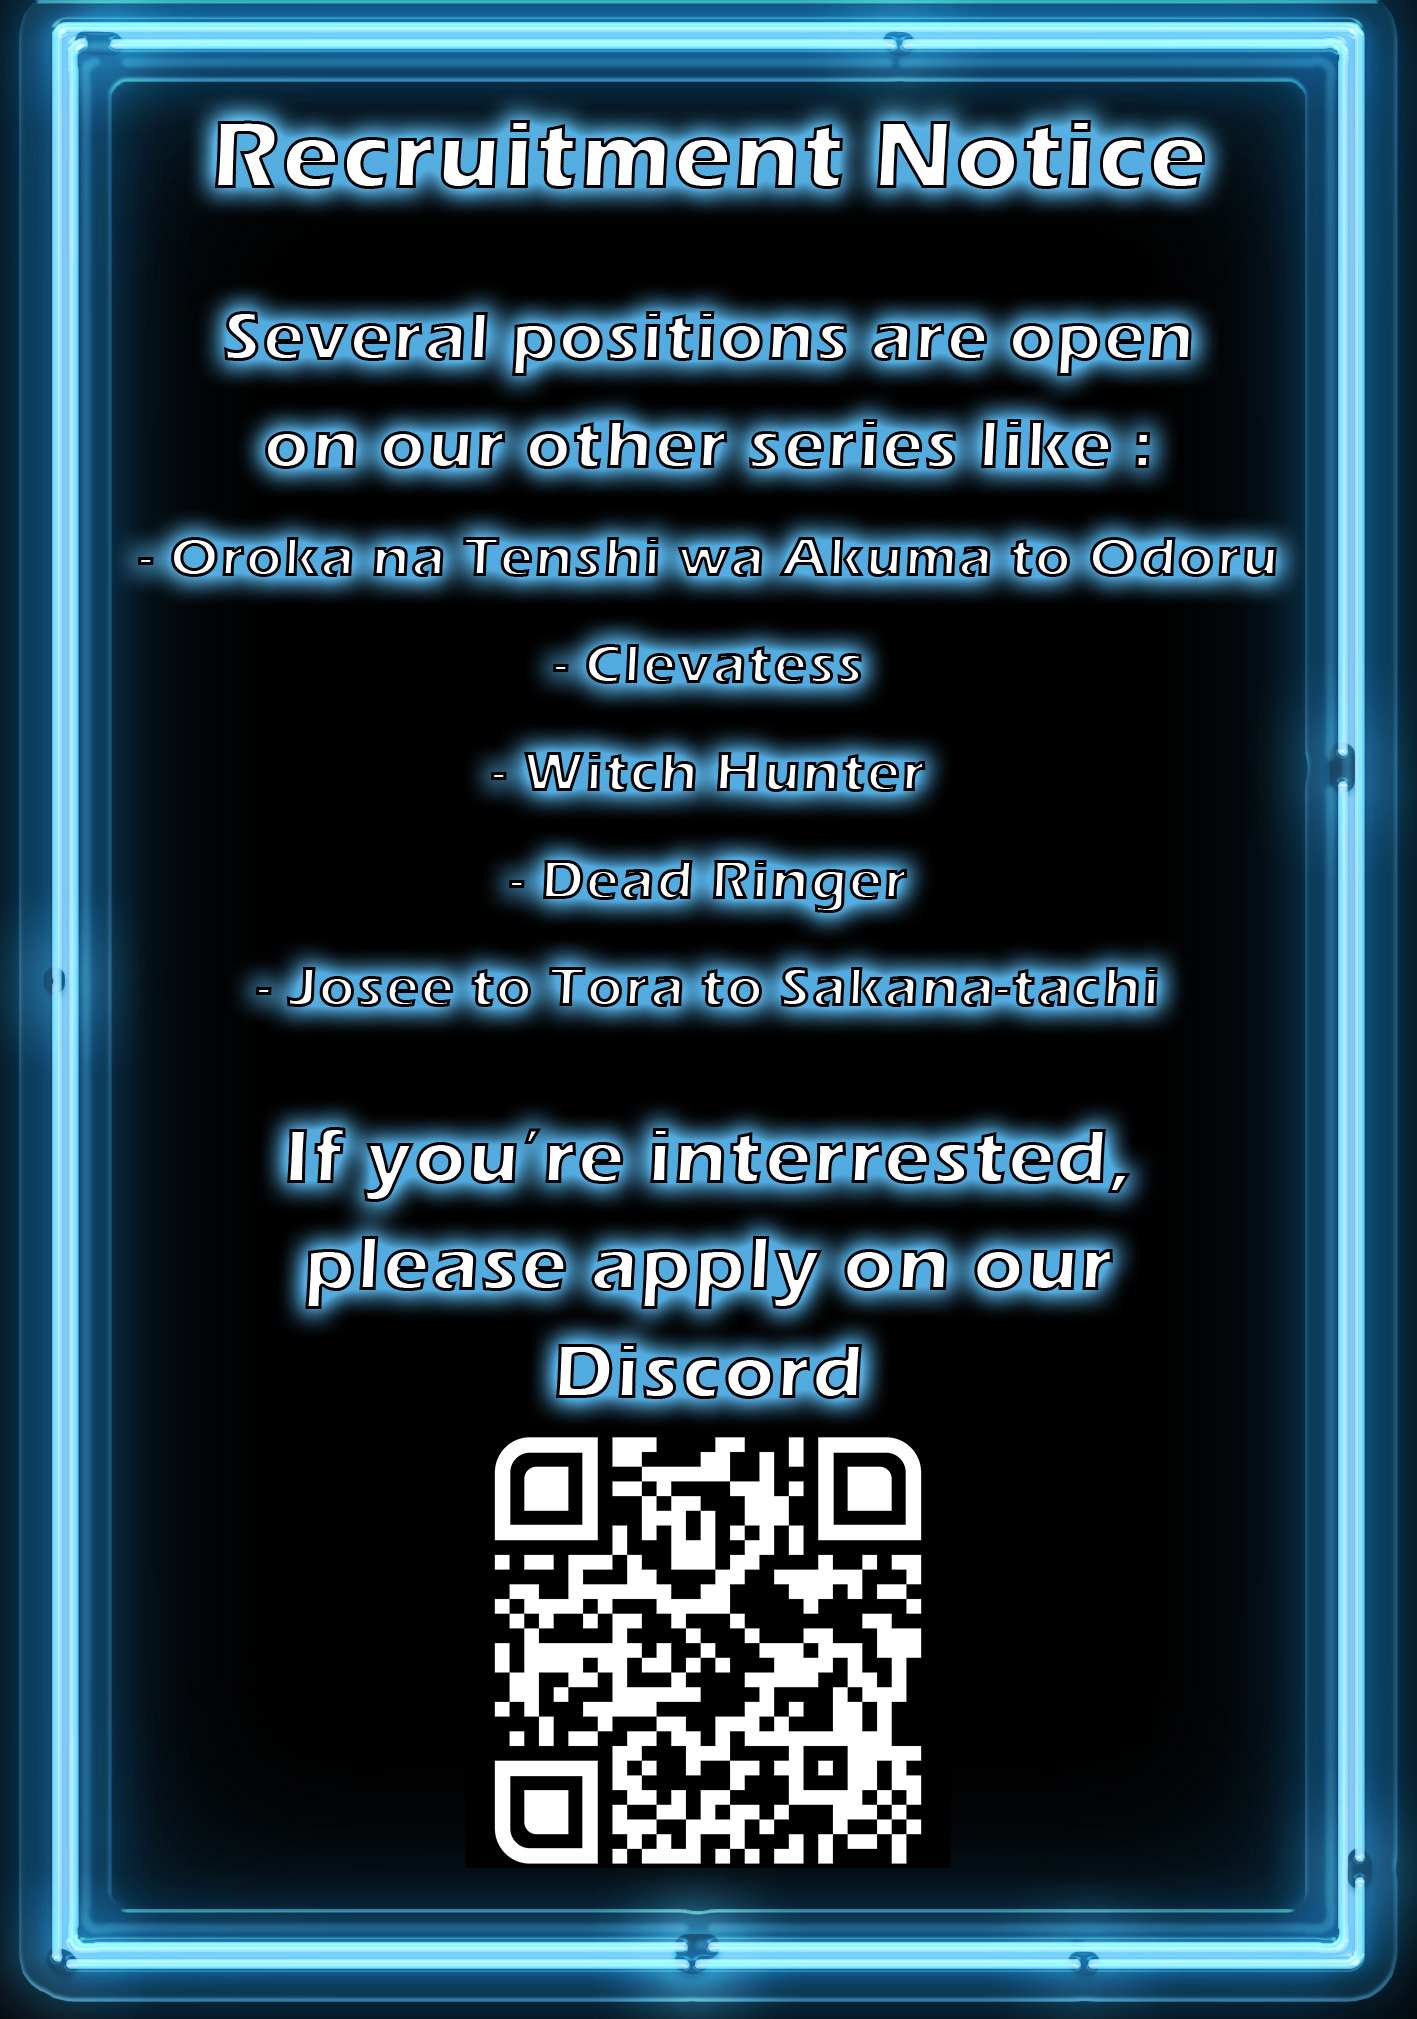 Recruitment Notice
Several positions are open
on our other series like :
- Oroka na Tenshi wa Akuma to Odoru
- Clevatess
- Witch Hunter
- Dead Ringer
- Josee to Tora to Sakana-tachi
If you're interrested,
please apply on our
Discord